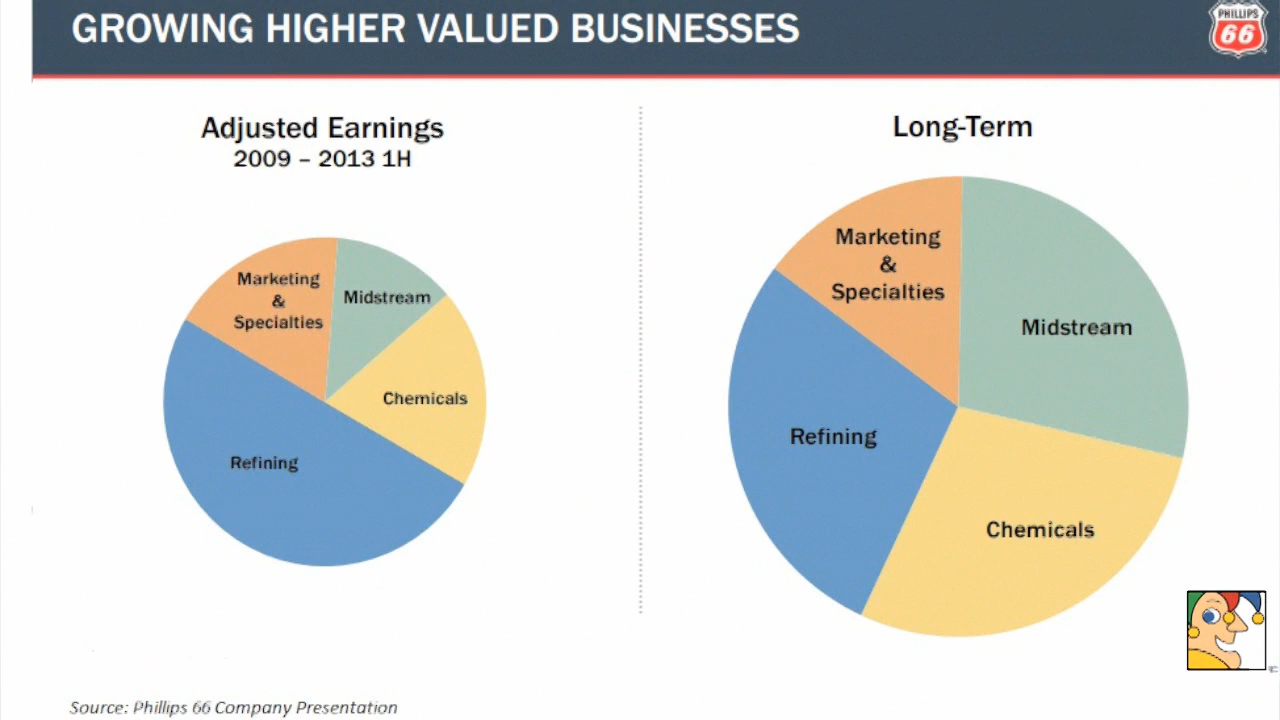 GROWING HIGHER VALUED BUSINESSES
PHILLIPS
66
Adjusted Earnings
2009 – 2013 1H
Marketing
&
Specialties
Midstream
Chemicals
Refining
Long-Term
Marketing
&
Specialties
Midstream
Refining
Chemicals
Source: Phillips 66 Company Presentation